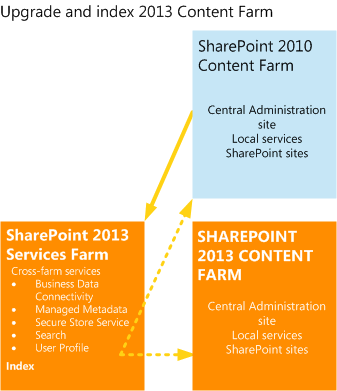 Upgrade and index 2013 Content Farm
SharePoint 2010
Content Farm
Central Administration
site
Local services
SharePoint sites
SharePoint 2013
Services Farm
Cross-farm services
• Business Data
Connectivity
• Managed Metadata
• Secure Store Service
• Search
• User Profile
Index
SHAREPOINT
2013 CONTENT
FARM
Central Administration
site
Local services
SharePoint sites